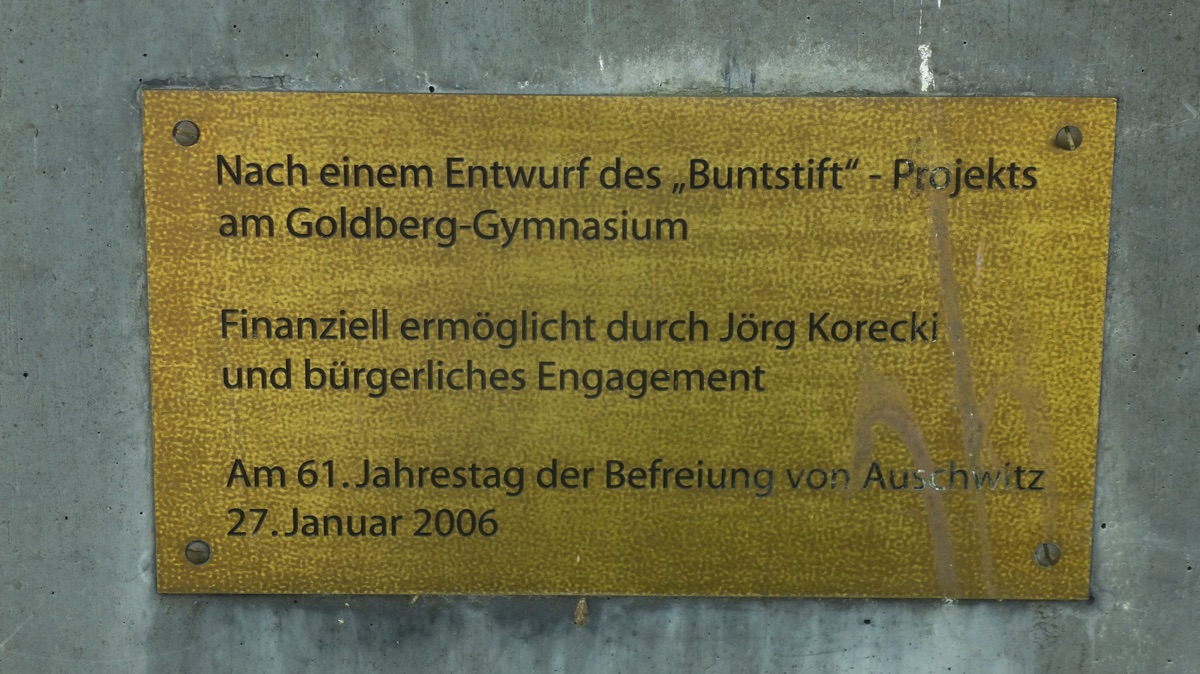 Nach einem Entwurf des „Buntstift“ - Projekts
am Goldberg-Gymnasium
Finanziell ermöglicht durch Jörg Korecki
und bürgerliches Engagement
Am 61. Jahrestag der Befreiung von Auschwitz
27. Januar 2006